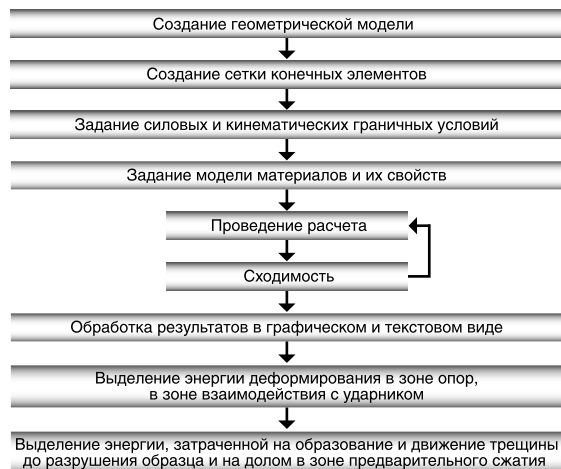 Создание геометрической модели
Создание сетки конечных элементов
Задание силовых и кинематических граничных условий
Задание модели материалов и их свойств
Проведение расчета
Сходимость
Обработка результатов в графическом и текстовом виде
Выделение энергии деформирования в зоне опор,
в зоне взаимодействия с ударником
Выделение энергии, затраченной на образование и движение трещины
до разрушения образца и на долом в зоне предварительного сжатия